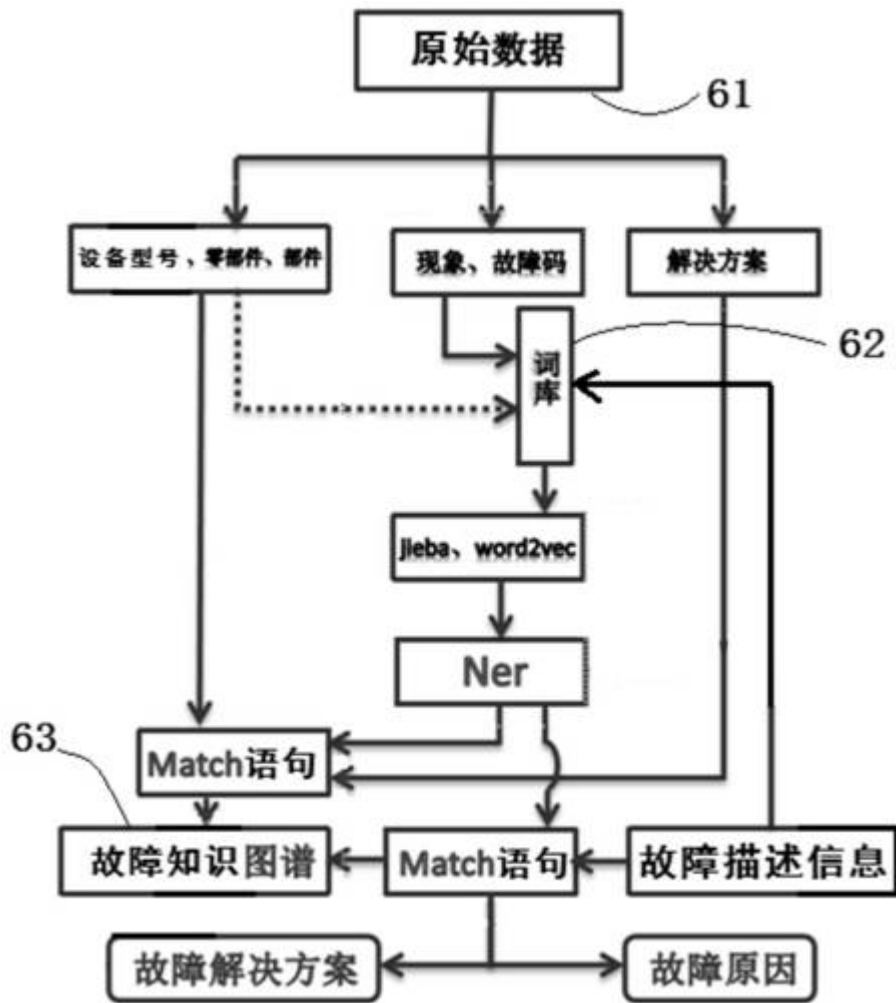 原始数据
61
设备型号、零部件、部件
现象、故障码
解决方案
62
词库
jieba、word2vec
Ner
63
Match语句
故障知识图谱
Match语句
故障描述信息
故障解决方案
故障原因